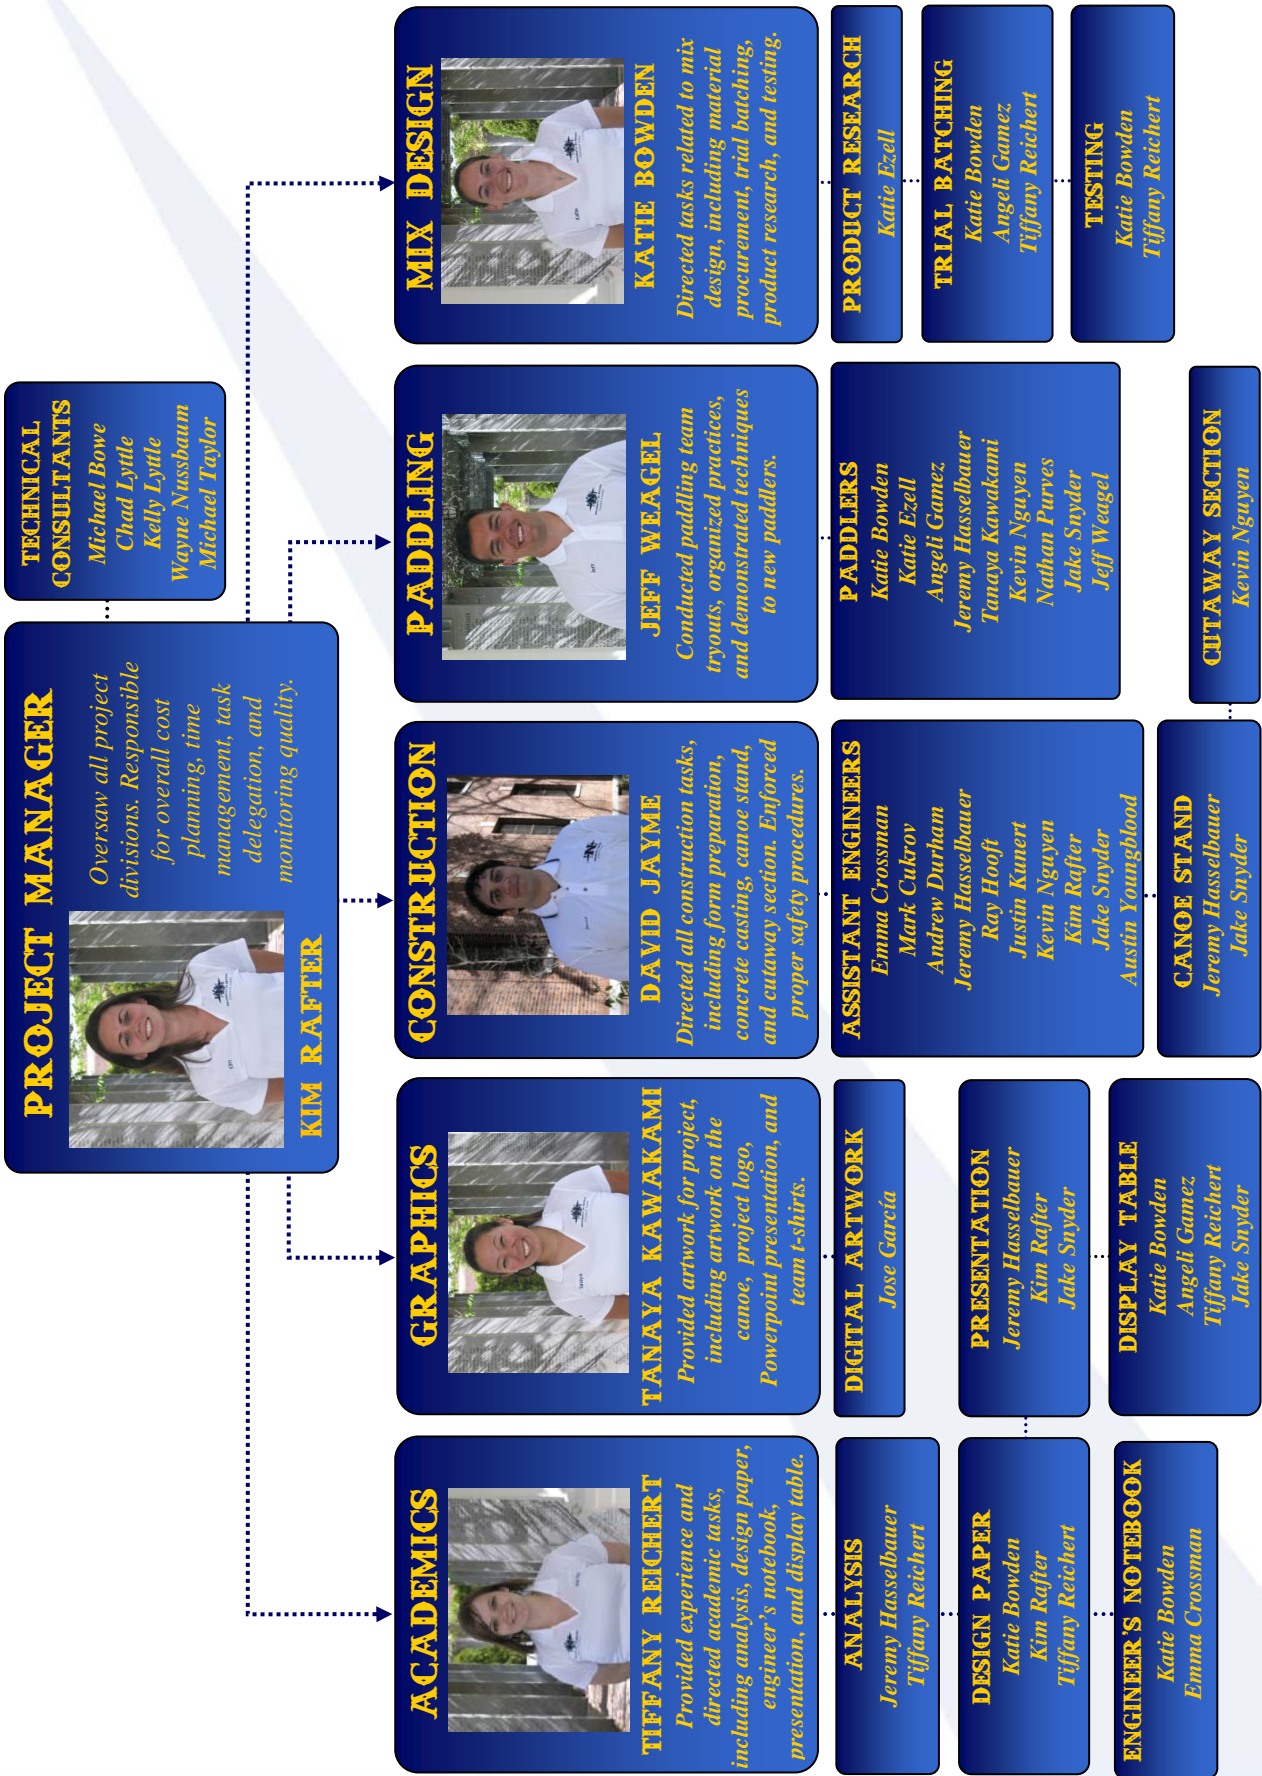 PROJECT MANAGER
KIM RAFTER
Oversaw all project
divisions. Responsible
for overall cost
planning, time
management, task
delegation, and
monitoring quality.
TECHNICAL
CONSULTANTS
Michael Bowe
Chad Lyttle
Kelly Lyttle
Wayne Nussbaum
Michael Taylor
ACADEMICS
TIFFANY REICHERT
Provided experience and
directed academic tasks,
including analysis, design paper,
engineer's notebook,
presentation, and display table.
ANALYSIS
Jeremy Hasselbauer
Tiffany Reichert
DESIGN PAPER
Katie Bowden
Kim Rafter
Tiffany Reichert
ENGINEER'S NOTEBOOK
Katie Bowden
Emma Crossman
PRESENTATION
Jeremy Hasselbauer
Kim Rafter
Jake Snyder
DISPLAY TABLE
Katie Bowden
Angeli Gamez
Tiffany Reichert
Jake Snyder
GRAPHICS
Tanaya
TANAYA KAWAKAMI
Provided artwork for project,
including artwork on the
canoe, project logo,
Powerpoint presentation, and
team t-shirts.
DIGITAL ARTWORK
Jose García
CONSTRUCTION
DAVID JAYME
Directed all construction tasks,
including form preparation,
concrete casting, canoe stand,
and cutaway section. Enforced
proper safety procedures.
ASSISTANT ENGINEERS
Emma Crossman
Mark Cukrov
Andrew Durham
Jeremy Hasselbauer
Ray Hooft
Justin Kunert
Kevin Nguyen
Kim Rafter
Jake Snyder
Austin Youngblood
CANOE STAND
Jeremy Hasselbauer
Jake Snyder
CUTAWAY SECTION
Kevin Nguyen
PADDLING
Jeff
JEFF WEAGEL
Conducted paddling team
tryouts, organized practices,
and demonstrated techniques
to new paddlers.
PADDLERS
Katie Bowden
Katie Ezell
Angeli Gamez
Jeremy Hasselbauer
Tanaya Kawakami
Kevin Nguyen
Nathan Purves
Jake Snyder
Jeff Weagel
MIX DESIGN
Katie
KATIE BOWDEN
Directed tasks related to mix
design, including material
procurement, trial batching,
product research, and testing.
PRODUCT RESEARCH
Katie Ezell
TRIAL BATCHING
Katie Bowden
Angeli Gamez
Tiffany Reichert
TESTING
Katie Bowden
Tiffany Reichert